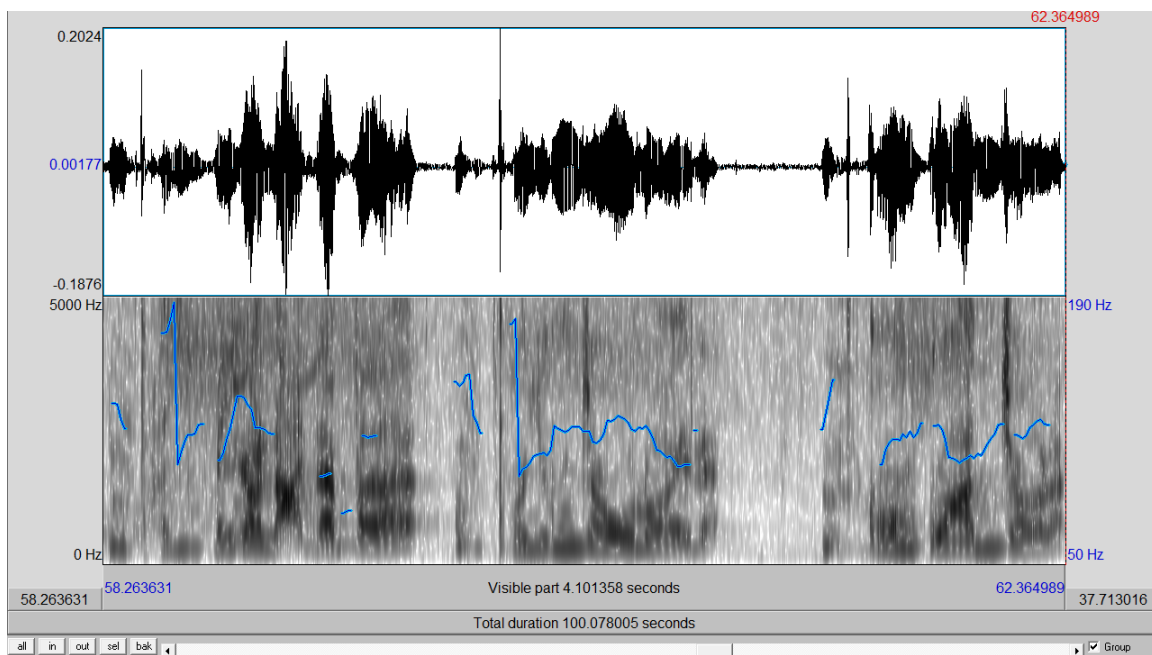 62.364989
0.2024
0.00177
-0.1876
5000 Hz
190 Hz
0 Hz
50 Hz
58.263631 Visible part 4.101358 seconds 62.364989
58.263631 37.713016
Total duration 100.078005 seconds
all in out sel bak Group